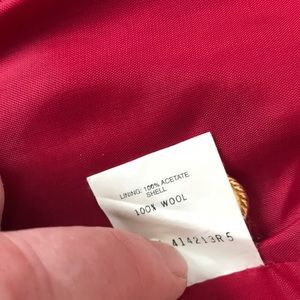 LINING: 100% ACETATE
SHELL
100% WOOL
414213R5